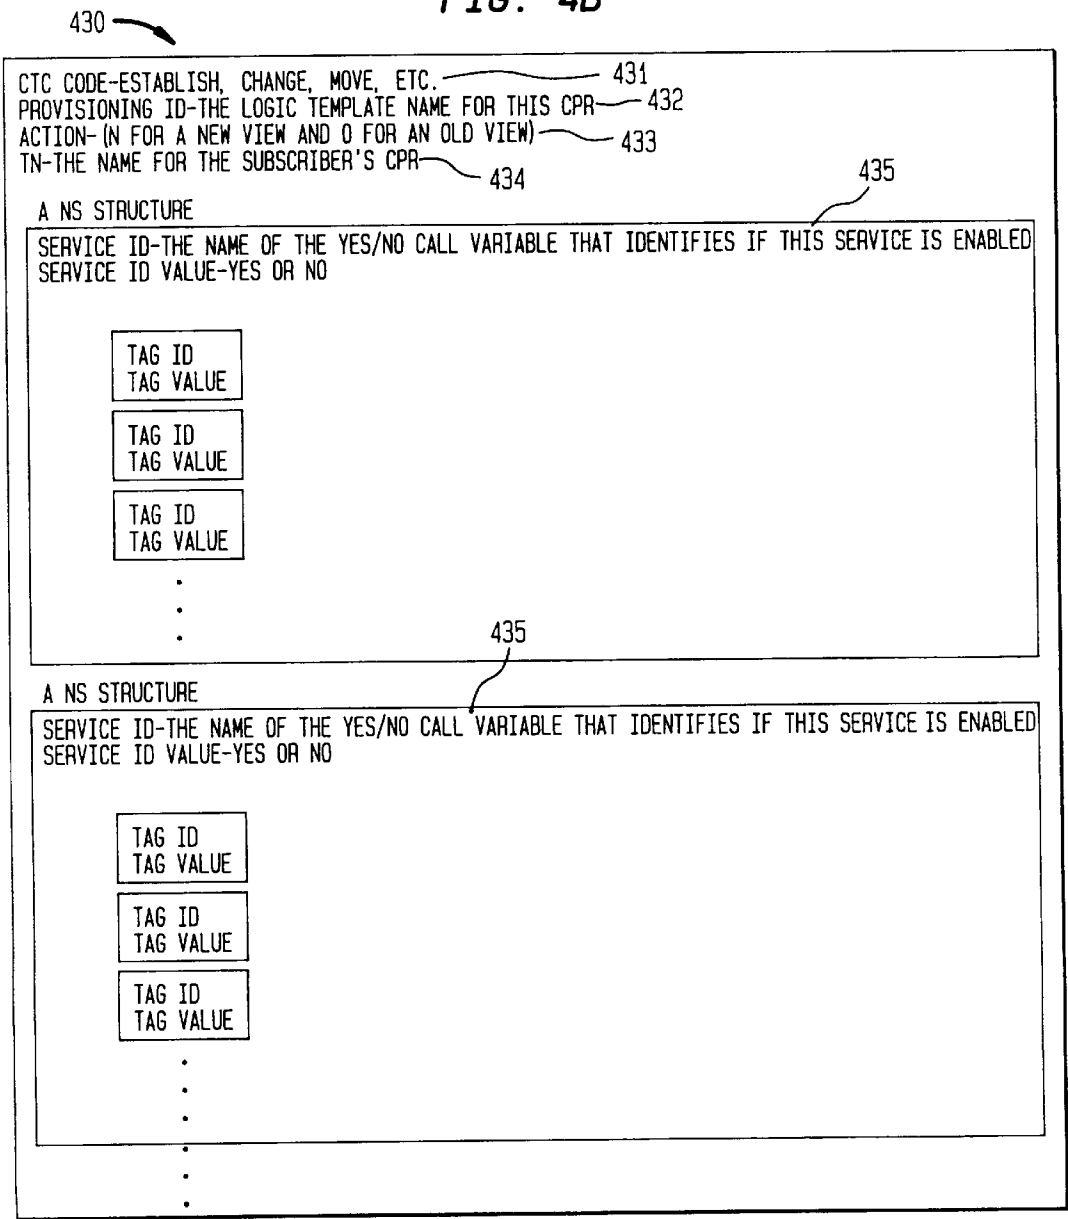 FIG. 4B
430
CTC CODE-ESTABLISH, CHANGE, MOVE, ETC. 431
PROVISIONING ID-THE LOGIC TEMPLATE NAME FOR THIS CPR 432
ACTION-(N FOR A NEW VIEW AND O FOR AN OLD VIEW) 433
TN-THE NAME FOR THE SUBSCRIBER'S CPR 434
435
A NS STRUCTURE
SERVICE ID-THE NAME OF THE YES/NO CALL VARIABLE THAT IDENTIFIES IF THIS SERVICE IS ENABLED
SERVICE ID VALUE-YES OR NO
TAG ID
TAG VALUE
TAG ID
TAG VALUE
TAG ID
TAG VALUE
435
A NS STRUCTURE
SERVICE ID-THE NAME OF THE YES/NO CALL VARIABLE THAT IDENTIFIES IF THIS SERVICE IS ENABLED
SERVICE ID VALUE-YES OR NO
TAG ID
TAG VALUE
TAG ID
TAG VALUE
TAG ID
TAG VALUE